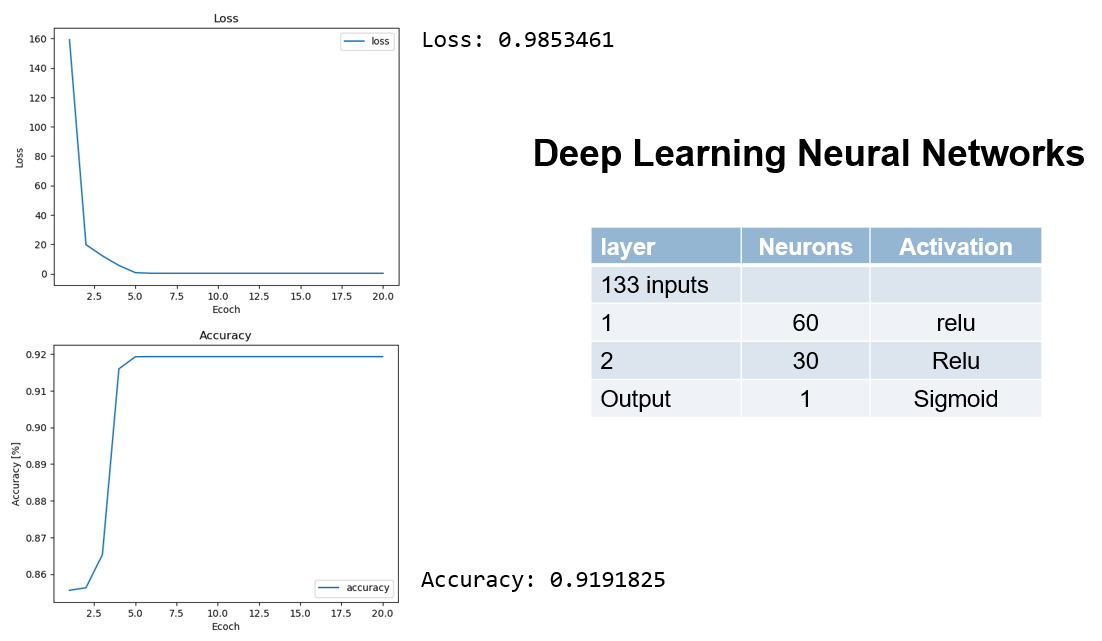 Loss
loss
160
140
120
100
80
60
40
20
0
Loss
2.5 5.0 7.5 10.0 12.5 15.0 17.5 20.0
Ecoch
Loss: 0.9853461
Deep Learning Neural Networks
layer Neurons Activation
133 inputs
1 60 relu
2 30 Relu
Output 1 Sigmoid
Accuracy
0.92
0.91
0.90
0.89
0.88
0.87
0.86
Accuracy [%]
accuracy
2.5 5.0 7.5 10.0 12.5 15.0 17.5 20.0
Ecoch
Accuracy: 0.9191825